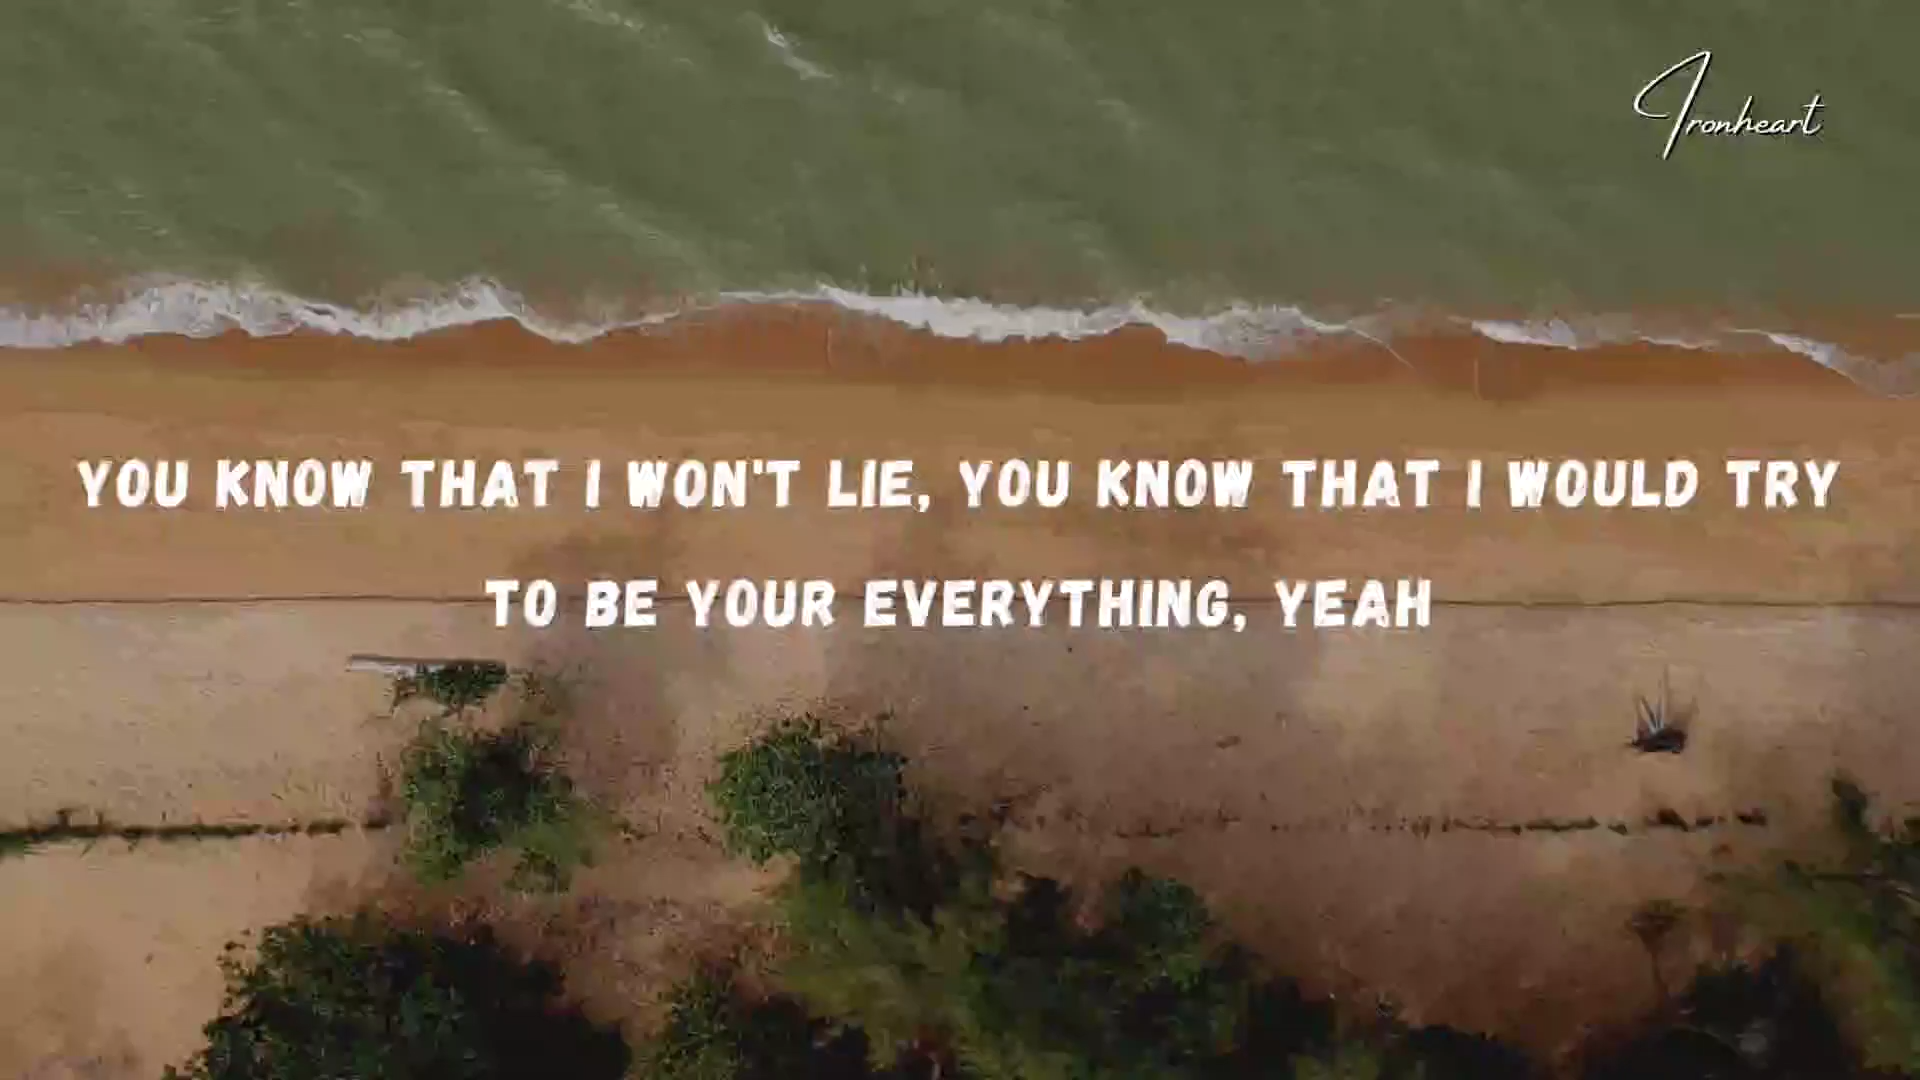 Ironheart
YOU KNOW THAT I WON'T LIE, YOU KNOW THAT I WOULD TRY
TO BE YOUR EVERYTHING, YEAH